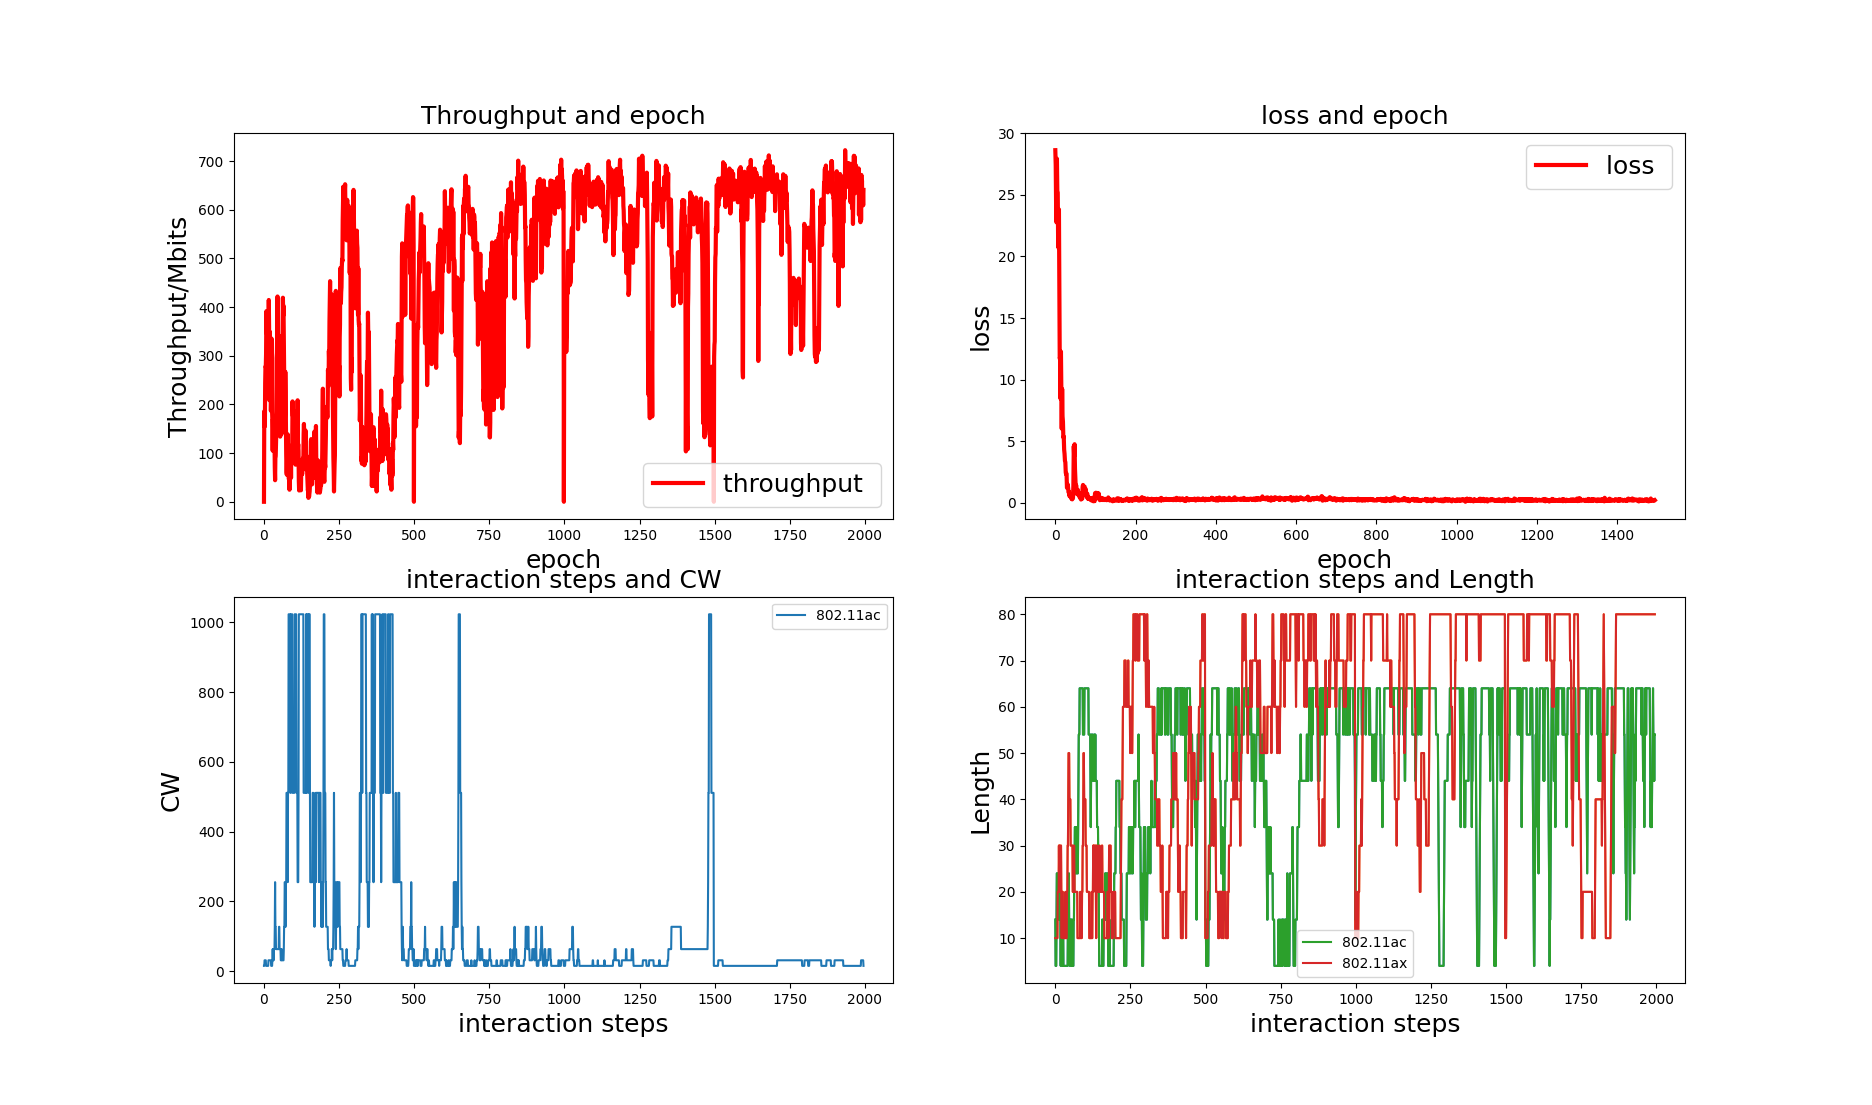 Throughput and epoch
Throughput/Mbits
700
600
500
400
300
200
100
0
throughput
0 250 500 750 1000 1250 1500 1750 2000
epoch
loss and epoch
loss
30
25
20
15
10
5
0
loss
0 200 400 600 800 1000 1200 1400
epoch
interaction steps and CW
CW
1000
800
600
400
200
0
802.11ac
0 250 500 750 1000 1250 1500 1750 2000
interaction steps
interaction steps and Length
Length
80
70
60
50
40
30
20
10
802.11ac
802.11ax
0 250 500 750 1000 1250 1500 1750 2000
interaction steps